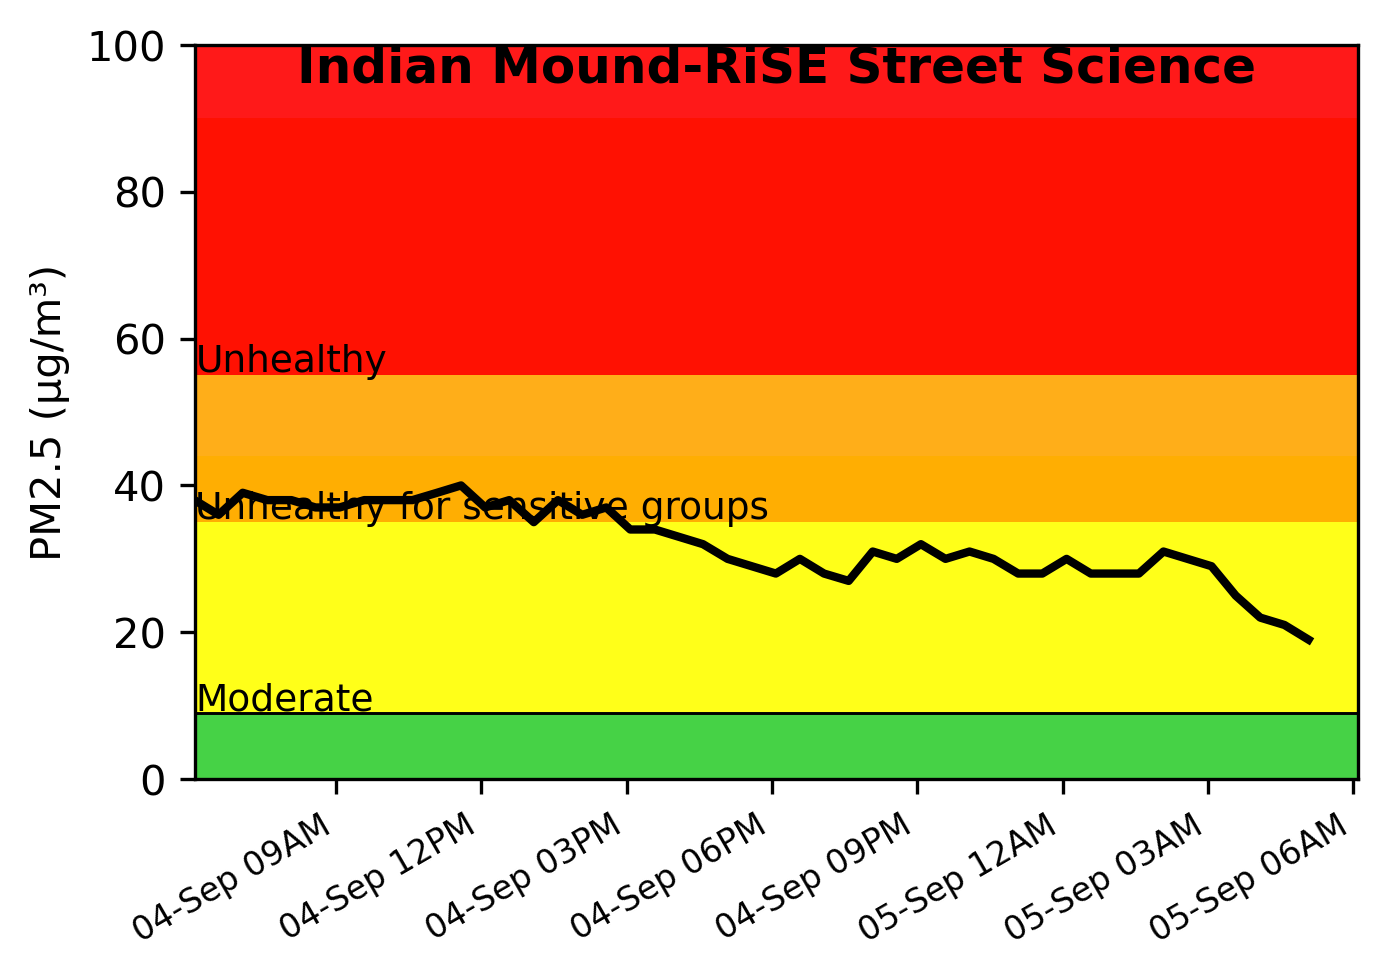 Indian Mound-RiSE Street Science
PM2.5 (µg/m³)
100
80
60
40
20
0
Unhealthy
Unhealthy for sensitive groups
Moderate
04-Sep 09AM
04-Sep 12PM
04-Sep 03PM
04-Sep 06PM
04-Sep 09PM
05-Sep 12AM
05-Sep 03AM
05-Sep 06AM